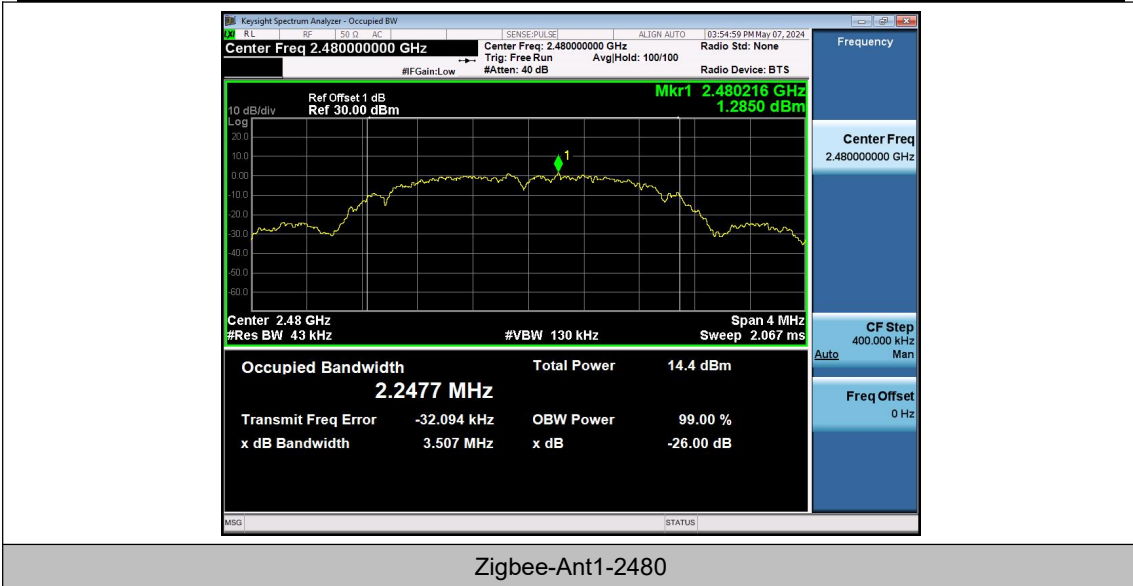 Keysight Spectrum Analyzer - Occupied BW
LXI RL RF 50 Ω AC SENSE:PULSE ALIGN AUTO 03:54:59 PM May 07, 2024
Center Freq 2.480000000 GHz
Center Freq: 2.480000000 GHz
Radio Std: None
Trig: Free Run Avg|Hold: 100/100
#IFGain:Low
#Atten: 40 dB
Radio Device: BTS
Frequency
Mkr1 2.480216 GHz
1.2850 dBm
Ref Offset 1 dB
10 dB/div Ref 30.00 dBm
Log
20.0
10.0
0.00
-10.0
-20.0
-30.0
-40.0
-50.0
-60.0
1
Center 2.48 GHz
Span 4 MHz
#Res BW 43 kHz
#VBW 130 kHz
Sweep 2.067 ms
Center Freq
2.480000000 GHz
CF Step
400.000 kHz
Auto Man
Freq Offset
0 Hz
Occupied Bandwidth
2.2477 MHz
Total Power 14.4 dBm
Transmit Freq Error -32.094 kHz OBW Power 99.00 %
x dB Bandwidth 3.507 MHz x dB -26.00 dB
MSG STATUS
Zigbee-Ant1-2480